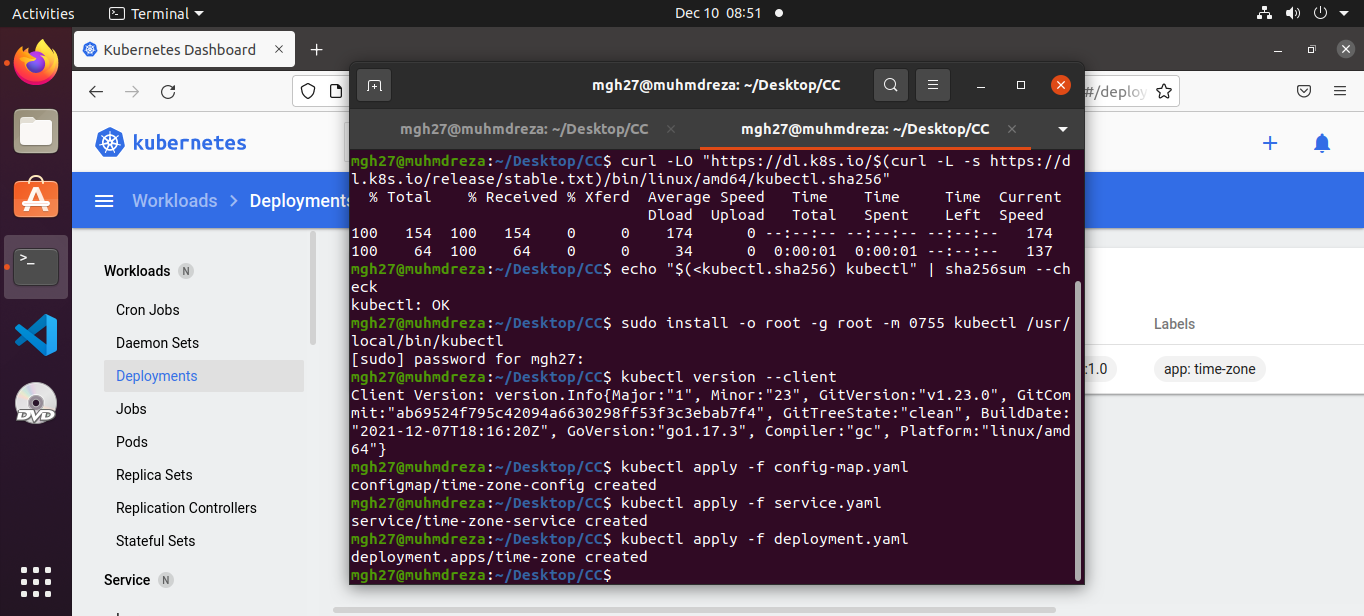 Activities
Terminal
Dec 10 08:51
Kubernetes Dashboard
mgh27@muhmdreza: ~/Desktop/CC
#/deploy
kubernetes
mgh27@muhmdreza: ~/Desktop/CC
mgh27@muhmdreza: ~/Desktop/CC
Workloads
Deployments
Workloads N
Cron Jobs
Daemon Sets
Deployments
Jobs
Pods
Replica Sets
Replication Controllers
Stateful Sets
Service N
DVD
mgh27@muhmdreza:~/Desktop/CC$ curl -LO "https://dl.k8s.io/$(curl -L -s https://d
l.k8s.io/release/stable.txt)/bin/linux/amd64/kubectl.sha256"
  % Total    % Received % Xferd  Average Speed   Time    Time     Time  Current
                                 Dload  Upload   Total   Spent    Left  Speed
100   154  100   154    0     0    174      0 --:--:-- --:--:-- --:--:--   174
100    64  100    64    0     0     34      0  0:00:01  0:00:01 --:--:--   137
mgh27@muhmdreza:~/Desktop/CC$ echo "$(<kubectl.sha256) kubectl" | sha256sum --ch
eck
kubectl: OK
mgh27@muhmdreza:~/Desktop/CC$ sudo install -o root -g root -m 0755 kubectl /usr/
local/bin/kubectl
[sudo] password for mgh27:
mgh27@muhmdreza:~/Desktop/CC$ kubectl version --client
Client Version: version.Info{Major:"1", Minor:"23", GitVersion:"v1.23.0", GitCom
mit:"ab69524f795c42094a6630298ff53f3c3ebab7f4", GitTreeState:"clean", BuildDate:
"2021-12-07T18:16:20Z", GoVersion:"go1.17.3", Compiler:"gc", Platform:"linux/amd
64"}
mgh27@muhmdreza:~/Desktop/CC$ kubectl apply -f config-map.yaml
configmap/time-zone-config created
mgh27@muhmdreza:~/Desktop/CC$ kubectl apply -f service.yaml
service/time-zone-service created
mgh27@muhmdreza:~/Desktop/CC$ kubectl apply -f deployment.yaml
deployment.apps/time-zone created
mgh27@muhmdreza:~/Desktop/CC$
Labels
:1.0
app: time-zone